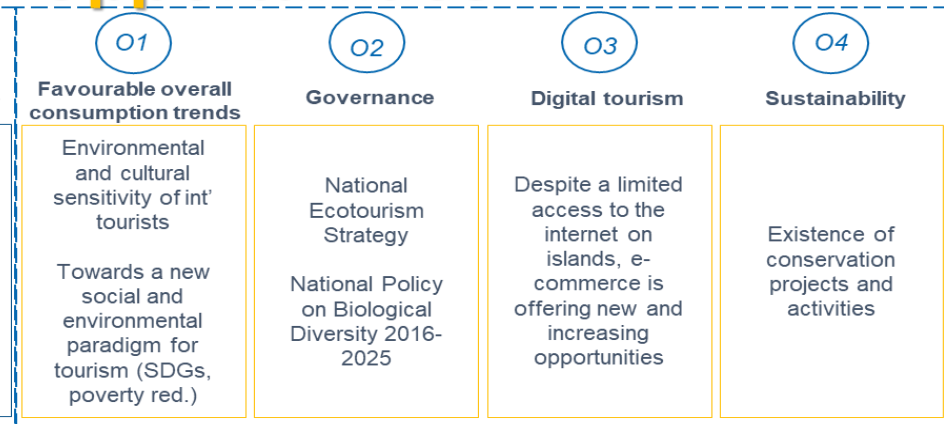 O1
Favourable overall
consumption trends
Environmental
and cultural
sensitivity of int’
tourists
Towards a new
social and
environmental
paradigm for
tourism (SDGs,
poverty red.)
O2
Governance
National
Ecotourism
Strategy
National Policy
on Biological
Diversity 2016-
2025
O3
Digital tourism
Despite a limited
access to the
internet on
islands, e-
commerce is
offering new and
increasing
opportunities
O4
Sustainability
Existence of
conservation
projects and
activities